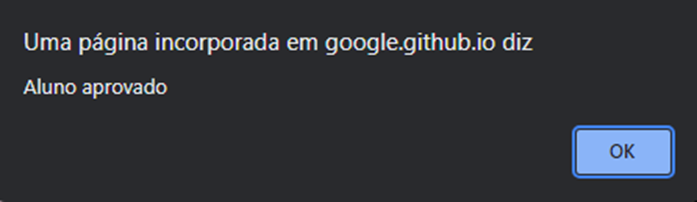 Uma página incorporada em google.github.io diz
Aluno aprovado
OK